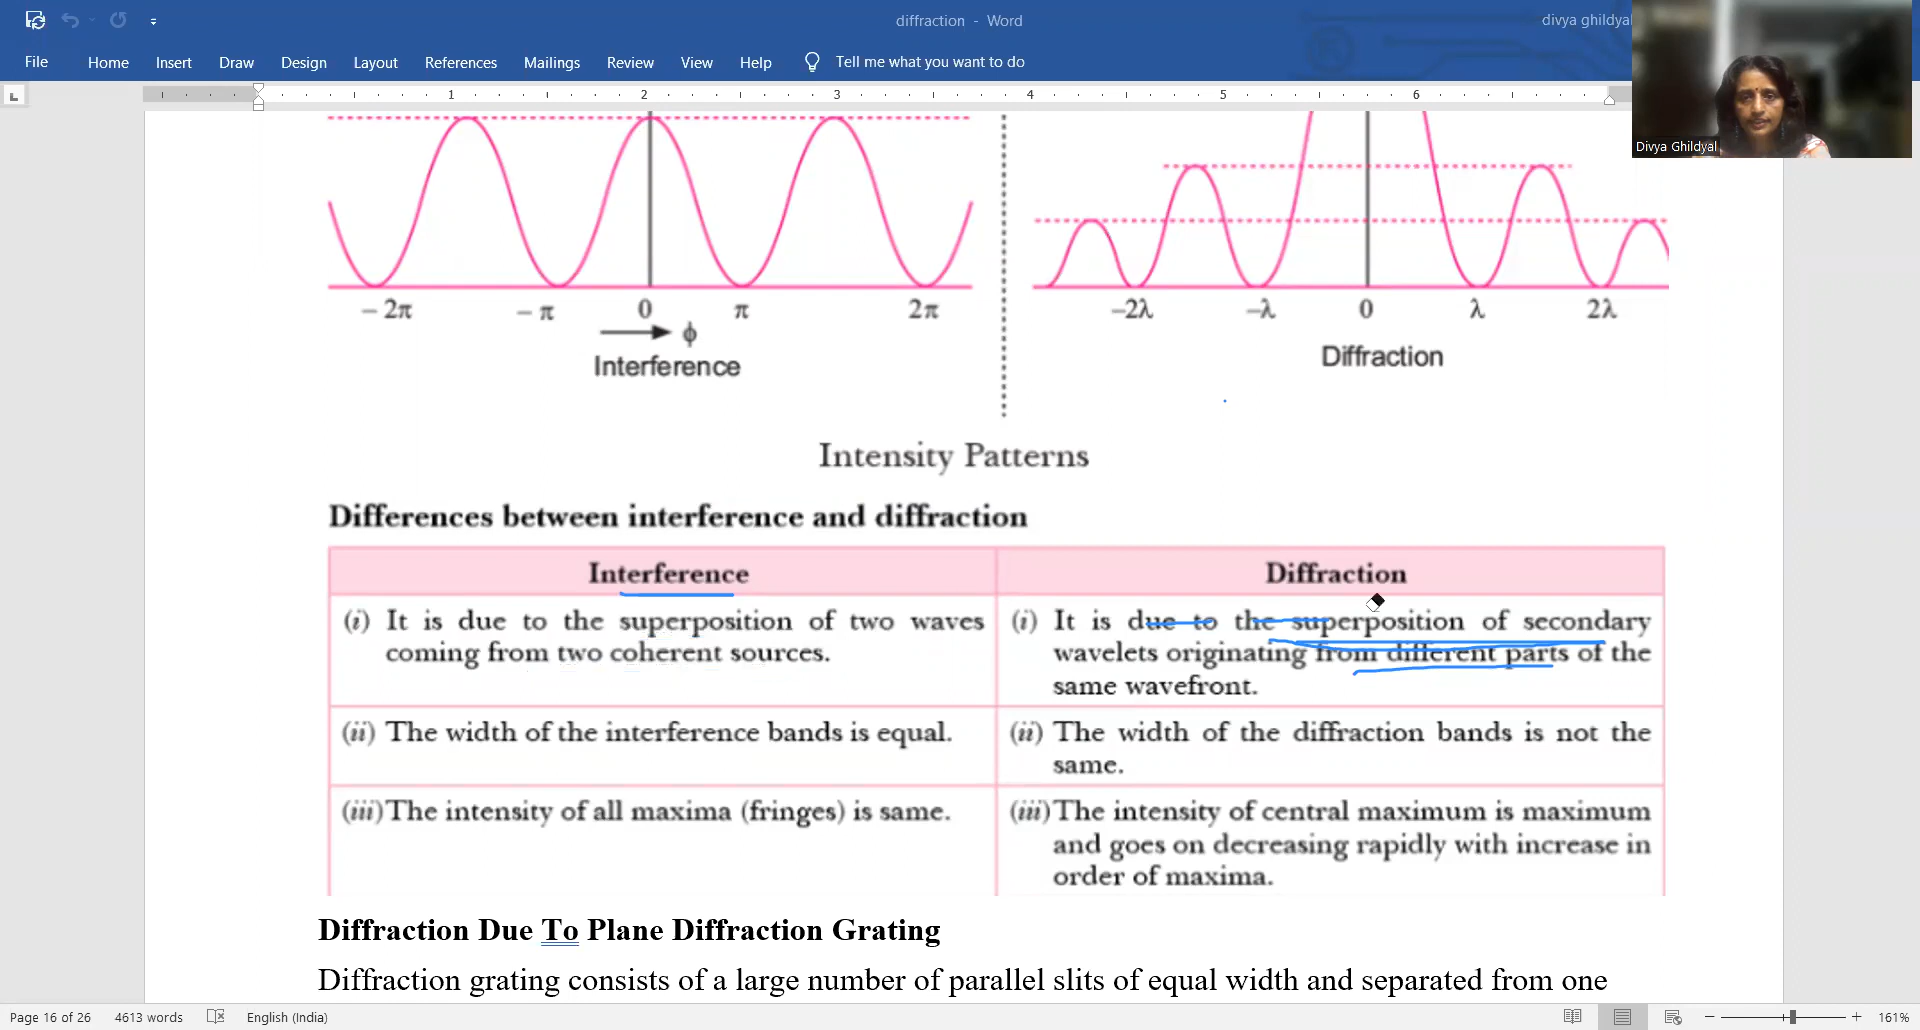 diffraction - Word
divya ghildyal
File Home Insert Draw Design Layout References Mailings Review View Help Tell me what you want to do
Divya Ghildyal
1 2 3 4 5 6
– 2π – π 0 π 2π
ϕ
Interference
–2λ –λ 0 λ 2λ
Diffraction
Intensity Patterns
Differences between interference and diffraction
Interference
Diffraction
(i) It is due to the superposition of two waves
coming from two coherent sources.
(i) It is due to the superposition of secondary
wavelets originating from different parts of the
same wavefront.
(ii) The width of the interference bands is equal.
(ii) The width of the diffraction bands is not the
same.
(iii) The intensity of all maxima (fringes) is same.
(iii) The intensity of central maximum is maximum
and goes on decreasing rapidly with increase in
order of maxima.
Diffraction Due To Plane Diffraction Grating
Diffraction grating consists of a large number of parallel slits of equal width and separated from one
Page 16 of 26 4613 words English (India) 161%